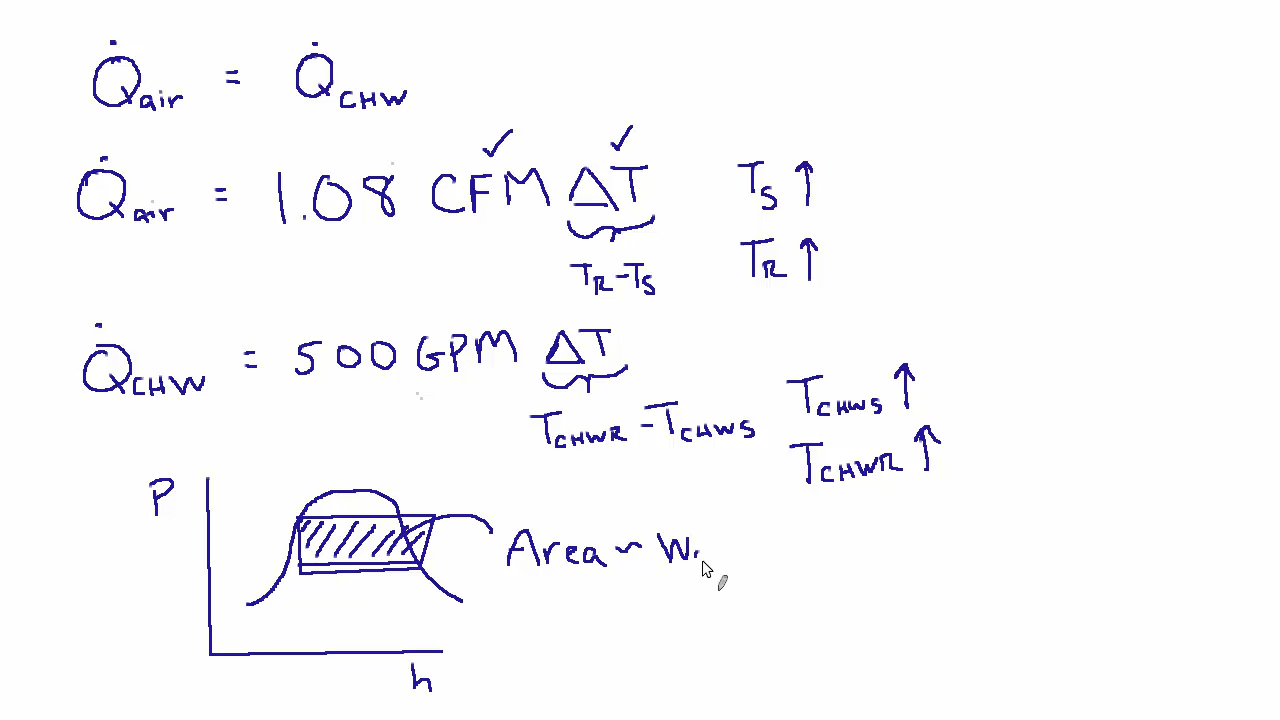 Q̇air = Q̇CHW
Q̇air = 1.08 CFM ΔT
TS ↑
TR ↑
TR - TS
Q̇CHW = 500 GPM ΔT
TCHWR - TCHWS
TCHWS ↑
TCHWR ↑
P
Area ~ W
h